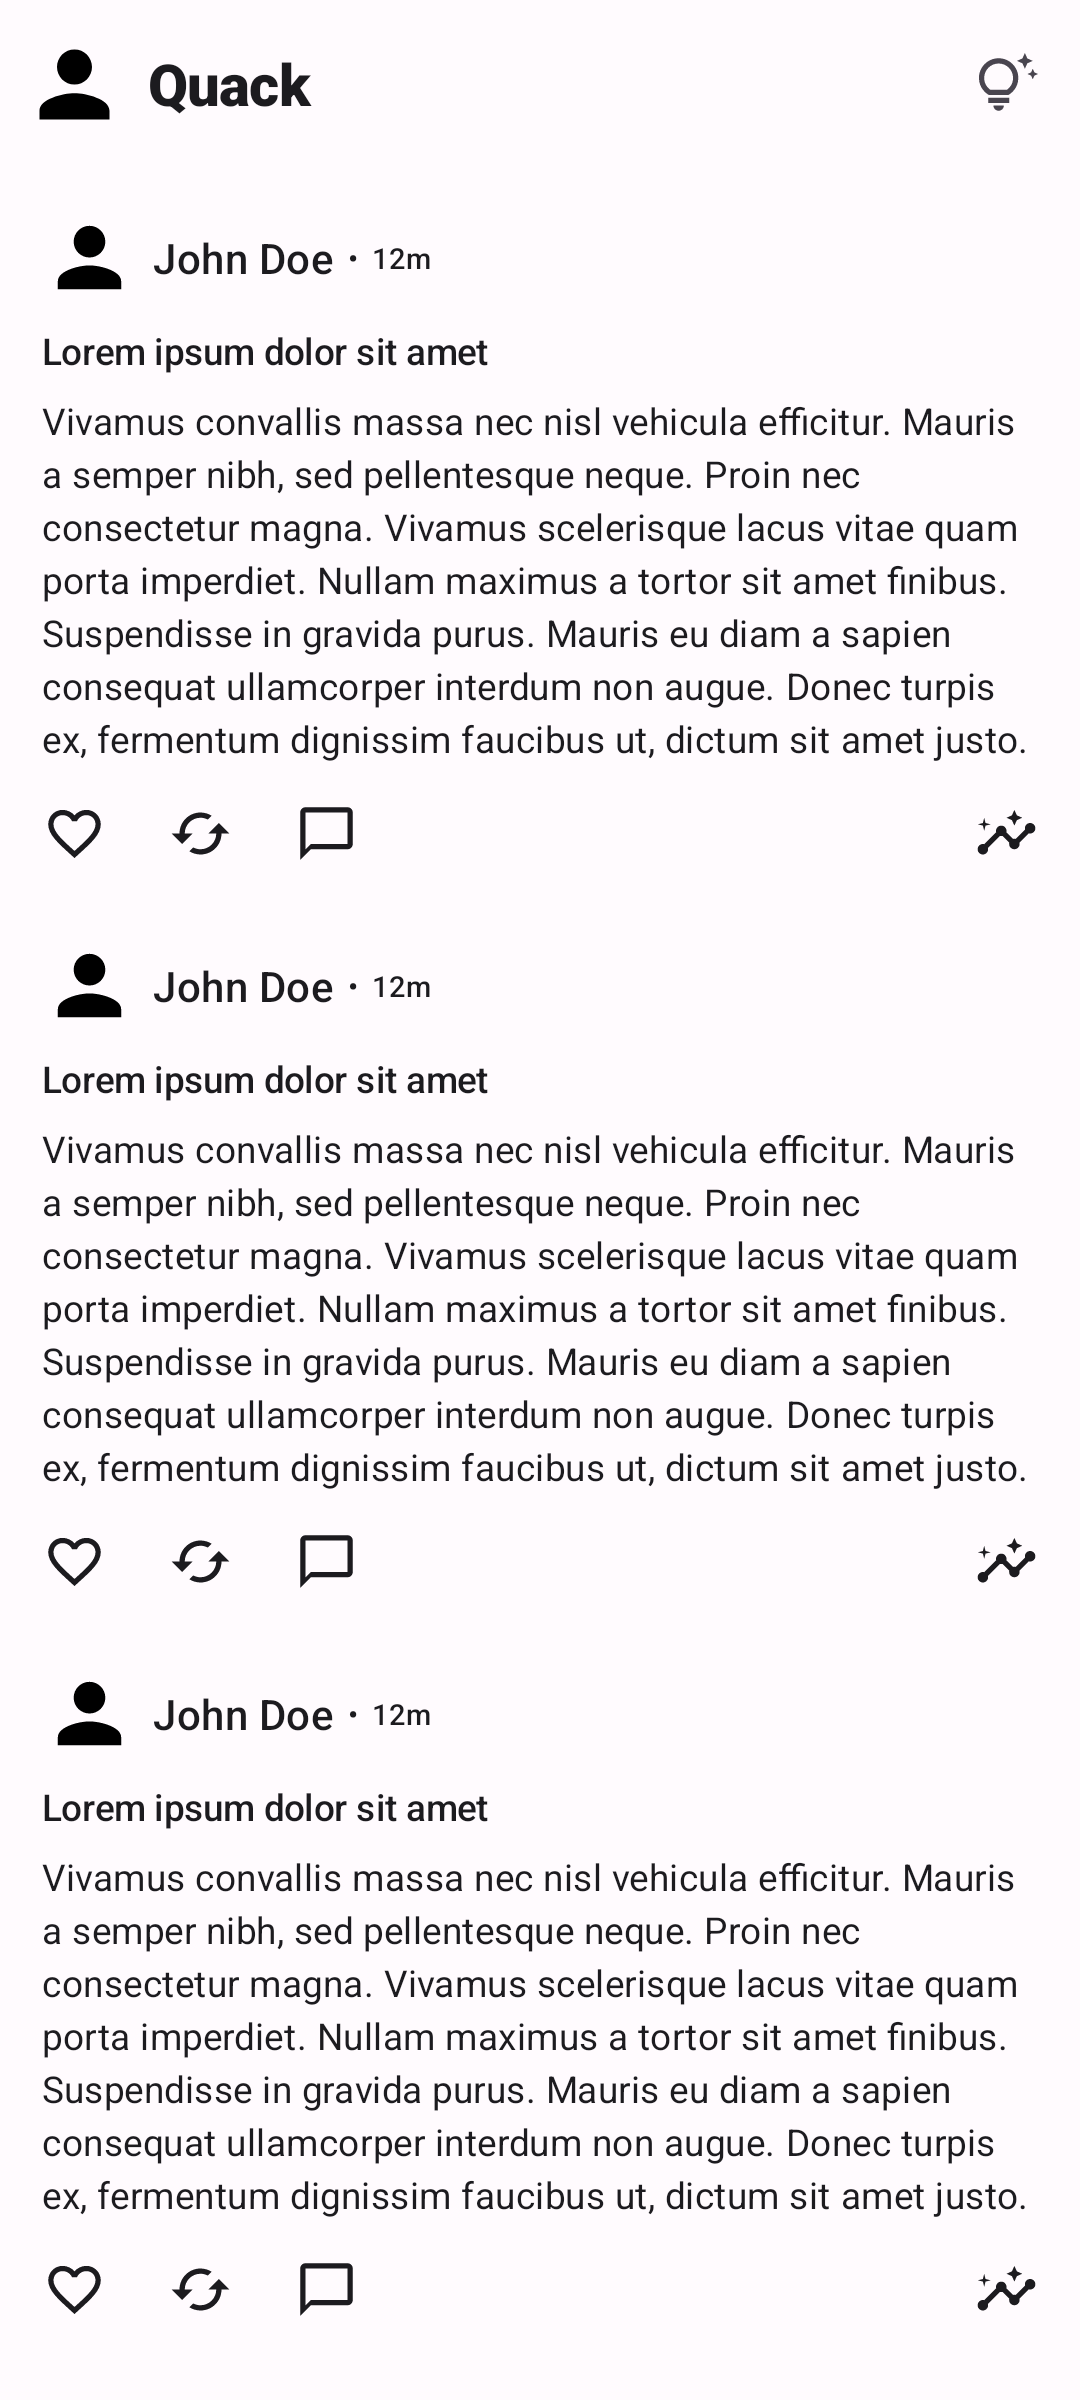 Quack
John Doe • 12m
Lorem ipsum dolor sit amet
Vivamus convallis massa nec nisl vehicula efficitur. Mauris
a semper nibh, sed pellentesque neque. Proin nec
consectetur magna. Vivamus scelerisque lacus vitae quam
porta imperdiet. Nullam maximus a tortor sit amet finibus.
Suspendisse in gravida purus. Mauris eu diam a sapien
consequat ullamcorper interdum non augue. Donec turpis
ex, fermentum dignissim faucibus ut, dictum sit amet justo.
John Doe • 12m
Lorem ipsum dolor sit amet
Vivamus convallis massa nec nisl vehicula efficitur. Mauris
a semper nibh, sed pellentesque neque. Proin nec
consectetur magna. Vivamus scelerisque lacus vitae quam
porta imperdiet. Nullam maximus a tortor sit amet finibus.
Suspendisse in gravida purus. Mauris eu diam a sapien
consequat ullamcorper interdum non augue. Donec turpis
ex, fermentum dignissim faucibus ut, dictum sit amet justo.
John Doe • 12m
Lorem ipsum dolor sit amet
Vivamus convallis massa nec nisl vehicula efficitur. Mauris
a semper nibh, sed pellentesque neque. Proin nec
consectetur magna. Vivamus scelerisque lacus vitae quam
porta imperdiet. Nullam maximus a tortor sit amet finibus.
Suspendisse in gravida purus. Mauris eu diam a sapien
consequat ullamcorper interdum non augue. Donec turpis
ex, fermentum dignissim faucibus ut, dictum sit amet justo.